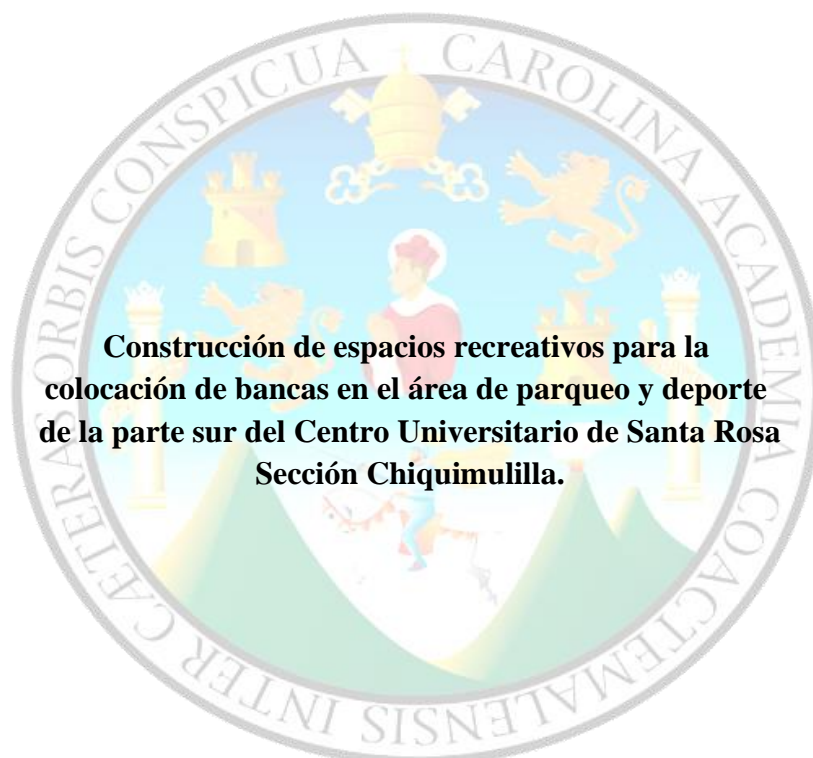 CÆTERAS ORBIS CONSPICUA CAROLINA ACADEMIA COACTEMALENSIS INTER
Construcción de espacios recreativos para la
colocación de bancas en el área de parqueo y deporte
de la parte sur del Centro Universitario de Santa Rosa
Sección Chiquimulilla.